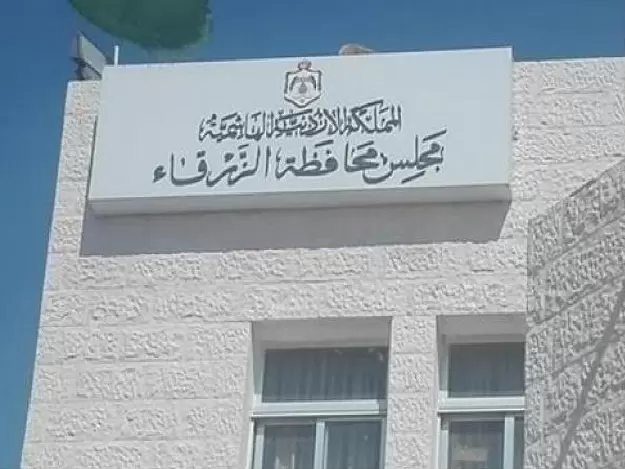 المملكة الأردنية الهاشمية
مجلس محافظة الزرقاء